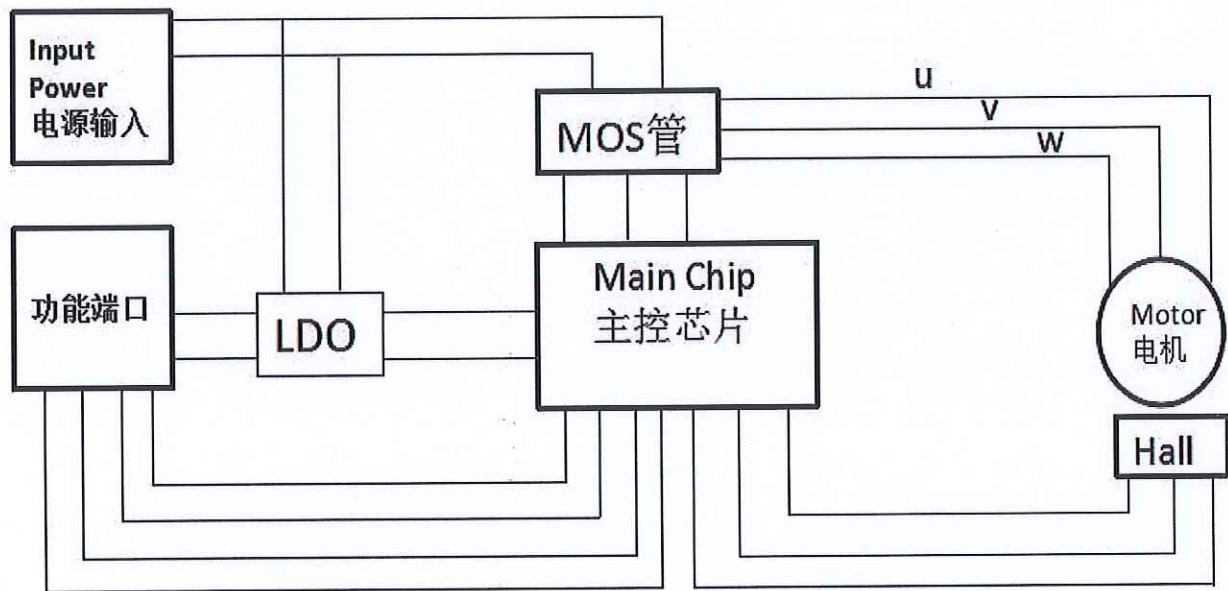 Input
Power
电源输入
u
v
w
MOS管
功能端口
LDO
Main Chip
主控芯片
Motor
电机
Hall